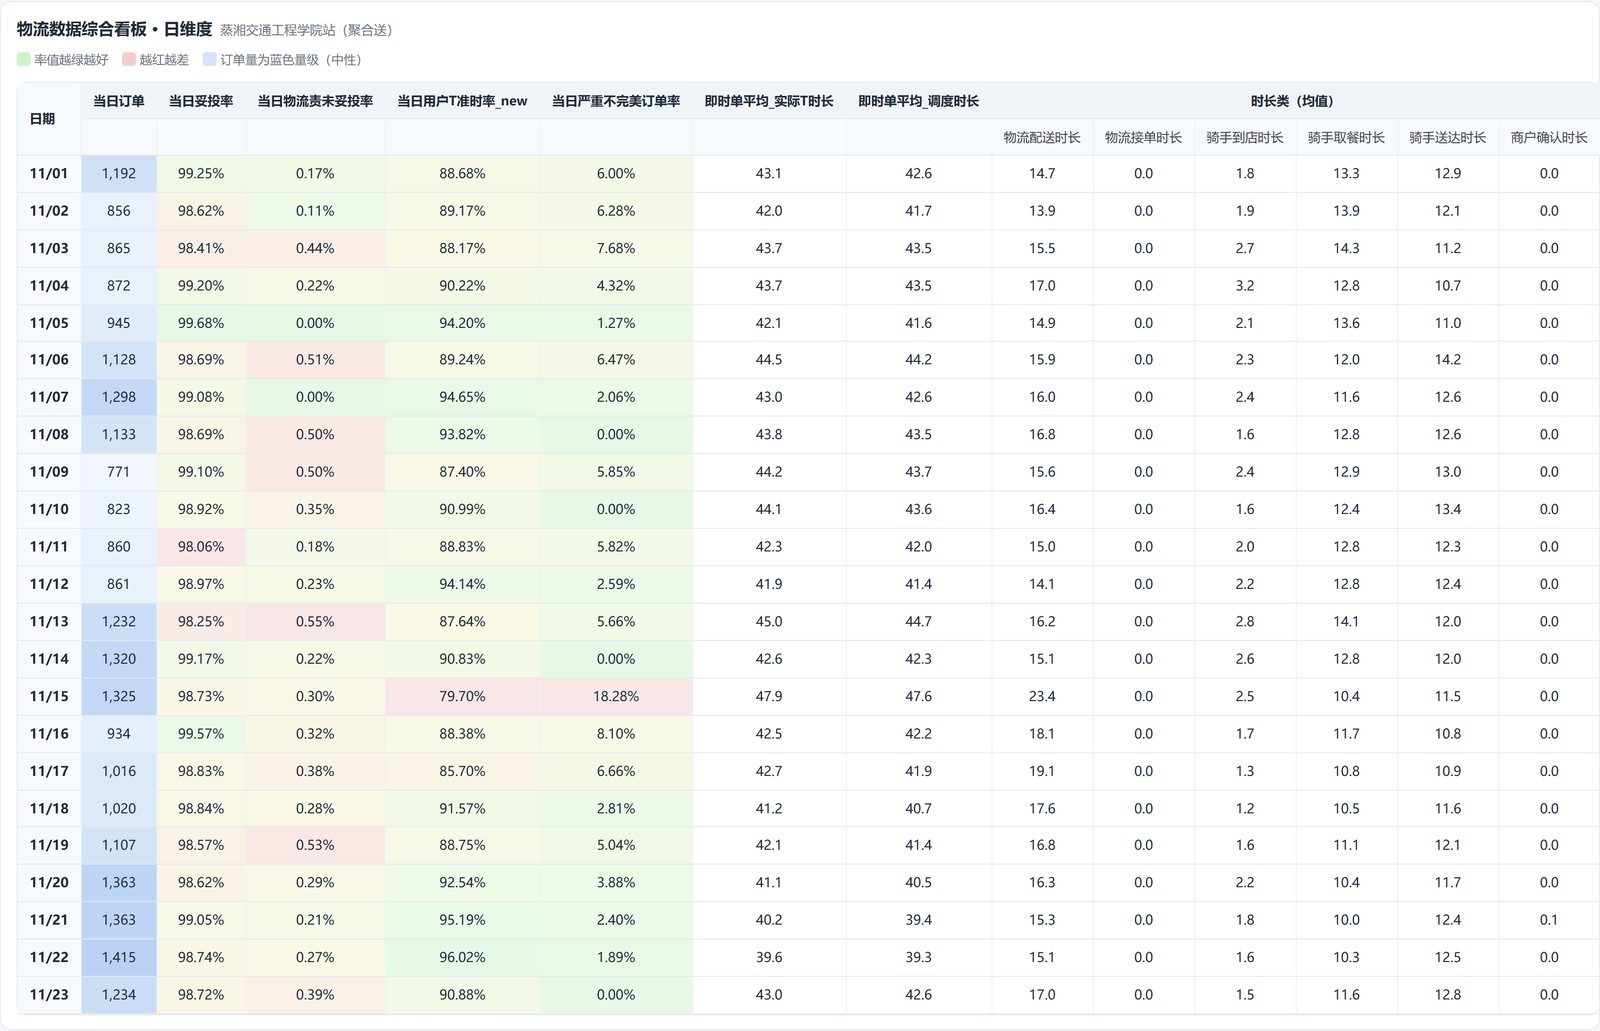 物流数据综合看板 • 日维度 蒸湘交通工程学院站（聚合送）
率值越绿越好 越红越差 订单量为蓝色量级（中性）
日期 当日订单 当日妥投率 当日物流责未妥投率 当日用户T准时率_new 当日严重不完美订单率 即时单平均_实际T时长 即时单平均_调度时长 时长类（均值）
物流配送时长 物流接单时长 骑手到店时长 骑手取餐时长 骑手送达时长 商户确认时长
11/01 1,192 99.25% 0.17% 88.68% 6.00% 43.1 42.6 14.7 0.0 1.8 13.3 12.9 0.0
11/02 856 98.62% 0.11% 89.17% 6.28% 42.0 41.7 13.9 0.0 1.9 13.9 12.1 0.0
11/03 865 98.41% 0.44% 88.17% 7.68% 43.7 43.5 15.5 0.0 2.7 14.3 11.2 0.0
11/04 872 99.20% 0.22% 90.22% 4.32% 43.7 43.5 17.0 0.0 3.2 12.8 10.7 0.0
11/05 945 99.68% 0.00% 94.20% 1.27% 42.1 41.6 14.9 0.0 2.1 13.6 11.0 0.0
11/06 1,128 98.69% 0.51% 89.24% 6.47% 44.5 44.2 15.9 0.0 2.3 12.0 14.2 0.0
11/07 1,298 99.08% 0.00% 94.65% 2.06% 43.0 42.6 16.0 0.0 2.4 11.6 12.6 0.0
11/08 1,133 98.69% 0.50% 93.82% 0.00% 43.8 43.5 16.8 0.0 1.6 12.8 12.6 0.0
11/09 771 99.10% 0.50% 87.40% 5.85% 44.2 43.7 15.6 0.0 2.4 12.9 13.0 0.0
11/10 823 98.92% 0.35% 90.99% 0.00% 44.1 43.6 16.4 0.0 1.6 12.4 13.4 0.0
11/11 860 98.06% 0.18% 88.83% 5.82% 42.3 42.0 15.0 0.0 2.0 12.8 12.3 0.0
11/12 861 98.97% 0.23% 94.14% 2.59% 41.9 41.4 14.1 0.0 2.2 12.8 12.4 0.0
11/13 1,232 98.25% 0.55% 87.64% 5.66% 45.0 44.7 16.2 0.0 2.8 14.1 12.0 0.0
11/14 1,320 99.17% 0.22% 90.83% 0.00% 42.6 42.3 15.1 0.0 2.6 12.8 12.0 0.0
11/15 1,325 98.73% 0.30% 79.70% 18.28% 47.9 47.6 23.4 0.0 2.5 10.4 11.5 0.0
11/16 934 99.57% 0.32% 88.38% 8.10% 42.5 42.2 18.1 0.0 1.7 11.7 10.8 0.0
11/17 1,016 98.83% 0.38% 85.70% 6.66% 42.7 41.9 19.1 0.0 1.3 10.8 10.9 0.0
11/18 1,020 98.84% 0.28% 91.57% 2.81% 41.2 40.7 17.6 0.0 1.2 10.5 11.6 0.0
11/19 1,107 98.57% 0.53% 88.75% 5.04% 42.1 41.4 16.8 0.0 1.6 11.1 12.1 0.0
11/20 1,363 98.62% 0.29% 92.54% 3.88% 41.1 40.5 16.3 0.0 2.2 10.4 11.7 0.0
11/21 1,363 99.05% 0.21% 95.19% 2.40% 40.2 39.4 15.3 0.0 1.8 10.0 12.4 0.1
11/22 1,415 98.74% 0.27% 96.02% 1.89% 39.6 39.3 15.1 0.0 1.6 10.3 12.5 0.0
11/23 1,234 98.72% 0.39% 90.88% 0.00% 43.0 42.6 17.0 0.0 1.5 11.6 12.8 0.0